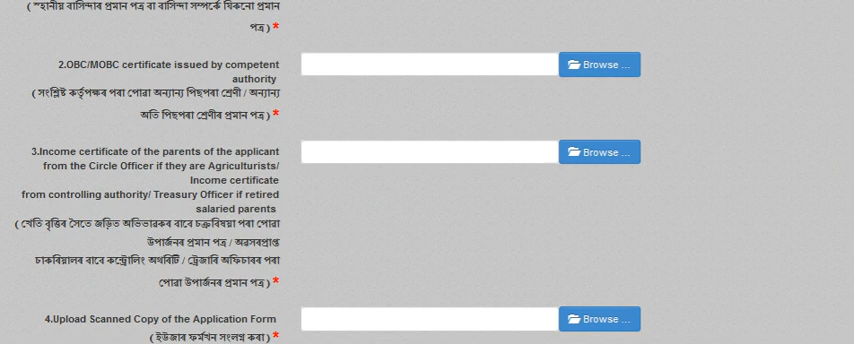 ( স্হানীয় বাসিন্দাৰ প্ৰমান পত্ৰ বা বাসিন্দা সম্পৰ্কে যিকনো প্ৰমান
পত্ৰ ) *
2.OBC/MOBC certificate issued by competent
authority
Browse ...
( সংশ্লিষ্ট কৰ্তৃপক্ষৰ পৰা পোৱা অন্যান্য পিছপৰা শ্ৰেণী / অন্যান্য
অতি পিছপৰা শ্ৰেণীৰ প্ৰমান পত্ৰ ) *
3.Income certificate of the parents of the applicant
Browse ...
from the Circle Officer if they are Agriculturists/
Income certificate
from controlling authority/ Treasury Officer if retired
salaried parents
( খেতি বৃত্তিৰ সৈতে জড়িত অভিভাৱকৰ বাবে চক্ৰবিষয়া পৰা পোৱা
উপাৰ্জনৰ প্ৰমান পত্ৰ / অৱসৰপ্ৰাপ্ত
চাকৰিয়ালৰ বাবে কন্ট্ৰোলিং অথৰিটি / ট্ৰেজাৰি অফিচাৰৰ পৰা
পোৱা উপাৰ্জনৰ প্ৰমান পত্ৰ ) *
4.Upload Scanned Copy of the Application Form
Browse ...
( ইউজাৰ ফৰ্মখন সংলগ্ন কৰা ) *